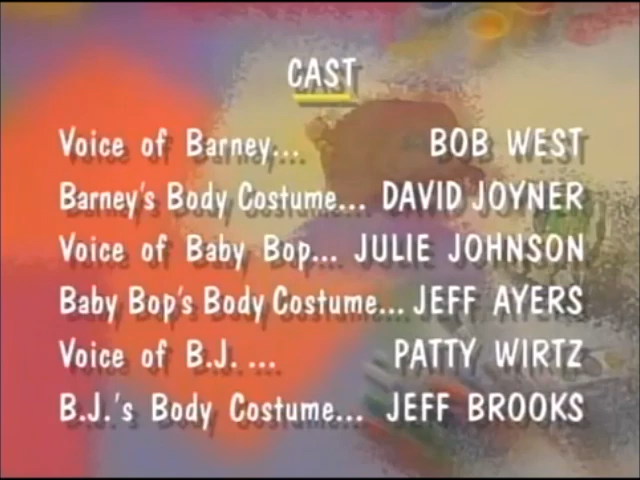 CAST
Voice of Barney... BOB WEST
Barney's Body Costume... DAVID JOYNER
Voice of Baby Bop... JULIE JOHNSON
Baby Bop's Body Costume... JEFF AYERS
Voice of B.J. ... PATTY WIRTZ
B.J.'s Body Costume... JEFF BROOKS